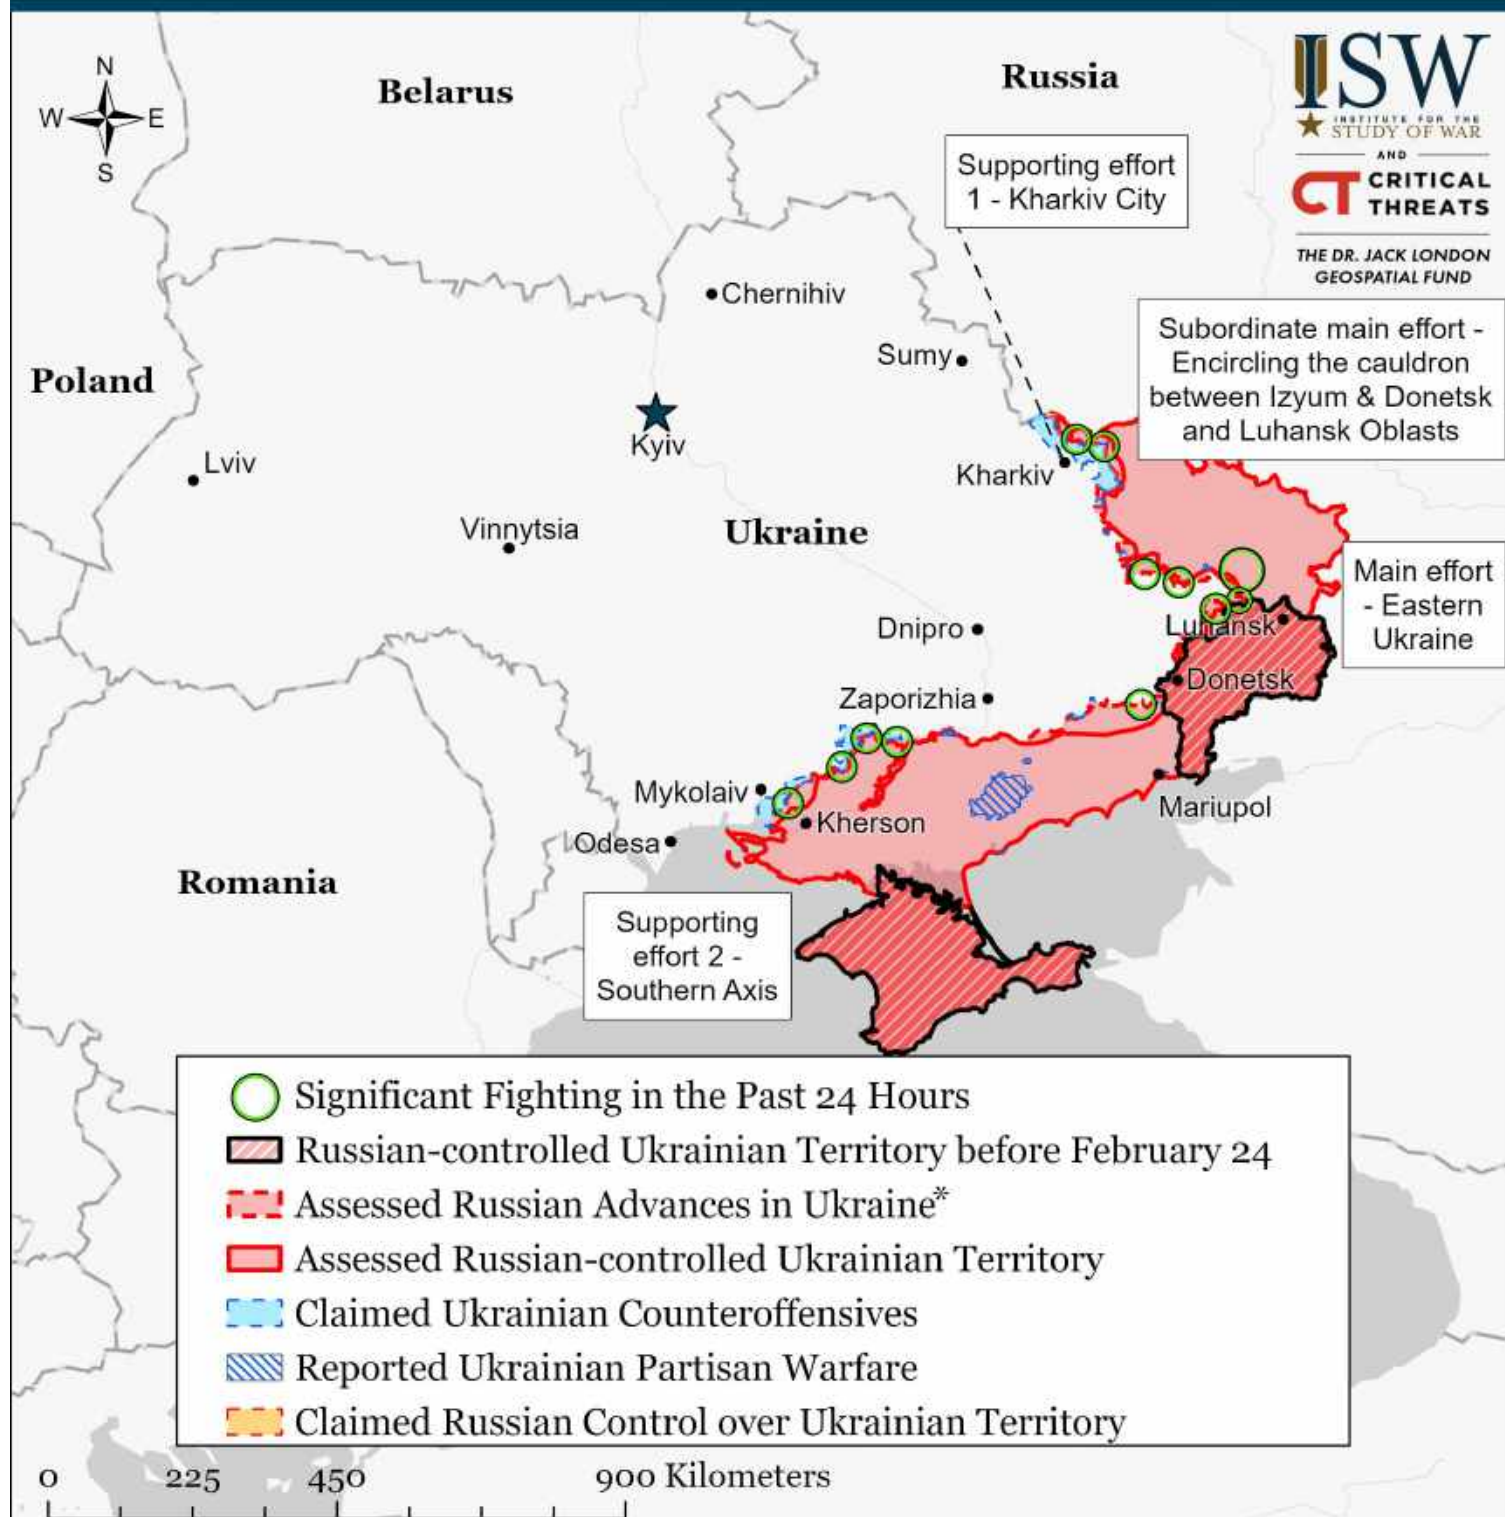 N
W
E
S
Belarus
Russia
ISW
INSTITUTE FOR THE
STUDY OF WAR
AND
CT CRITICAL
THREATS
THE DR. JACK LONDON
GEOSPATIAL FUND
Supporting effort
1 - Kharkiv City
Chernihiv
Subordinate main effort -
Encircling the cauldron
between Izyum & Donetsk
and Luhansk Oblasts
Sumy
Poland
Kyiv
Lviv
Kharkiv
Vinnytsia
Ukraine
Main effort
- Eastern
Ukraine
Dnipro
Luhansk
Donetsk
Zaporizhia
Mykolaiv
Mariupol
Kherson
Odesa
Romania
Supporting
effort 2 -
Southern Axis
Significant Fighting in the Past 24 Hours
Russian-controlled Ukrainian Territory before February 24
Assessed Russian Advances in Ukraine*
Assessed Russian-controlled Ukrainian Territory
Claimed Ukrainian Counteroffensives
Reported Ukrainian Partisan Warfare
Claimed Russian Control over Ukrainian Territory
0 225 450 900 Kilometers